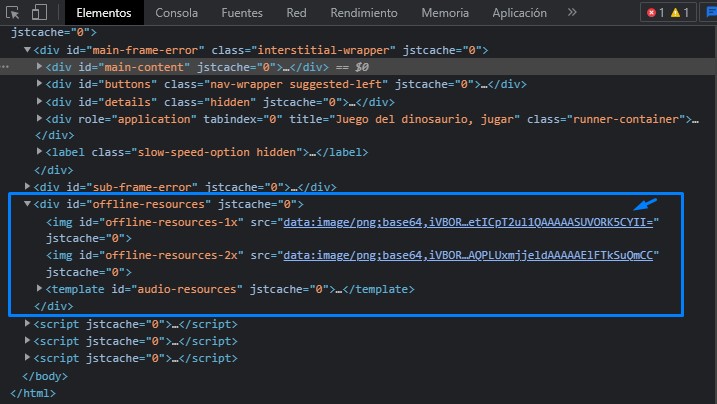 Elementos Consola Fuentes Red Rendimiento Memoria Aplicación 1 1
jstcache="0">
<div id="main-frame-error" class="interstitial-wrapper" jstcache="0">
<div id="main-content" jstcache="0">…</div> == $0
<div id="buttons" class="nav-wrapper suggested-left" jstcache="0">…</div>
<div id="details" class="hidden" jstcache="0">…</div>
<div role="application" tabindex="0" title="Juego del dinosaurio, jugar" class="runner-container">…
</div>
<label class="slow-speed-option hidden">…</label>
</div>
<div id="sub-frame-error" jstcache="0">…</div>
<div id="offline-resources" jstcache="0">
<img id="offline-resources-1x" src="data:image/png;base64,iVBOR…etICpT2ul1QAAAAASUVORK5CYII="
jstcache="0">
<img id="offline-resources-2x" src="data:image/png;base64,iVBOR…AQPLUxmjjeldAAAAAElFTkSuQmCC"
jstcache="0">
<template id="audio-resources" jstcache="0">…</template>
</div>
<script jstcache="0">…</script>
<script jstcache="0">…</script>
<script jstcache="0">…</script>
</body>
</html>